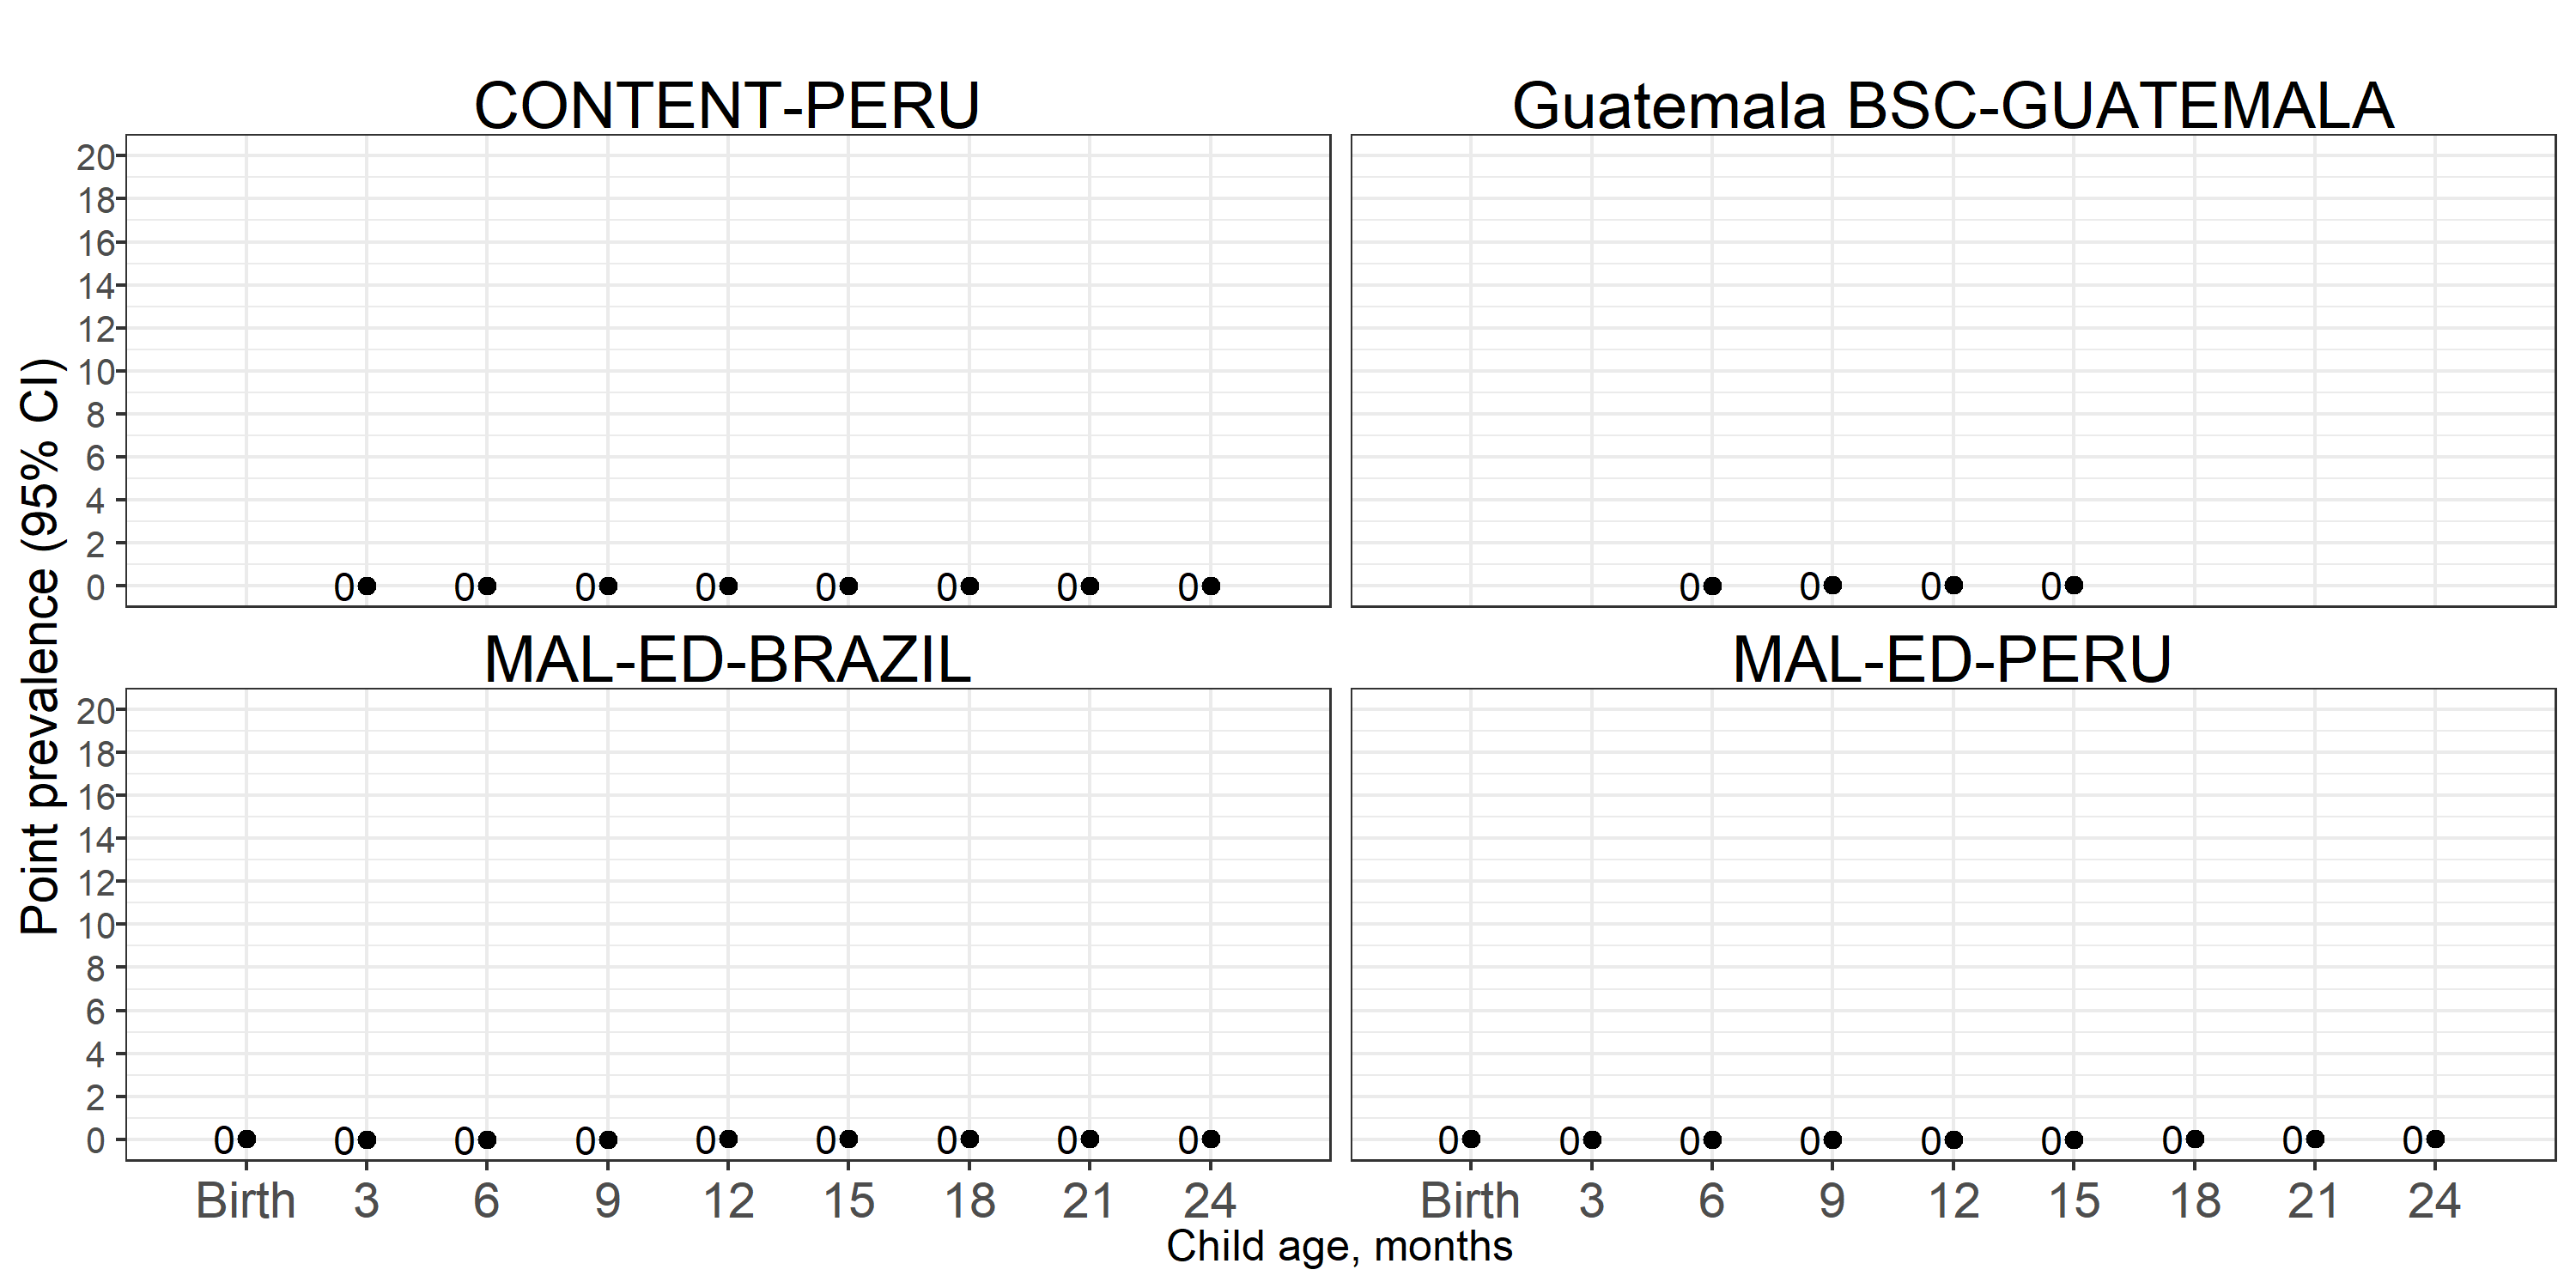 CONTENT-PERU
Guatemala BSC-GUATEMALA
20
18
16
14
12
10
8
6
4
2
0
0 0 0 0 0 0 0 0
0 0 0 0
MAL-ED-BRAZIL
MAL-ED-PERU
20
18
16
14
12
10
8
6
4
2
0
0 0 0 0 0 0 0 0 0
0 0 0 0 0 0 0 0 0
Birth 3 6 9 12 15 18 21 24
Birth 3 6 9 12 15 18 21 24
Child age, months
Point prevalence (95% CI)